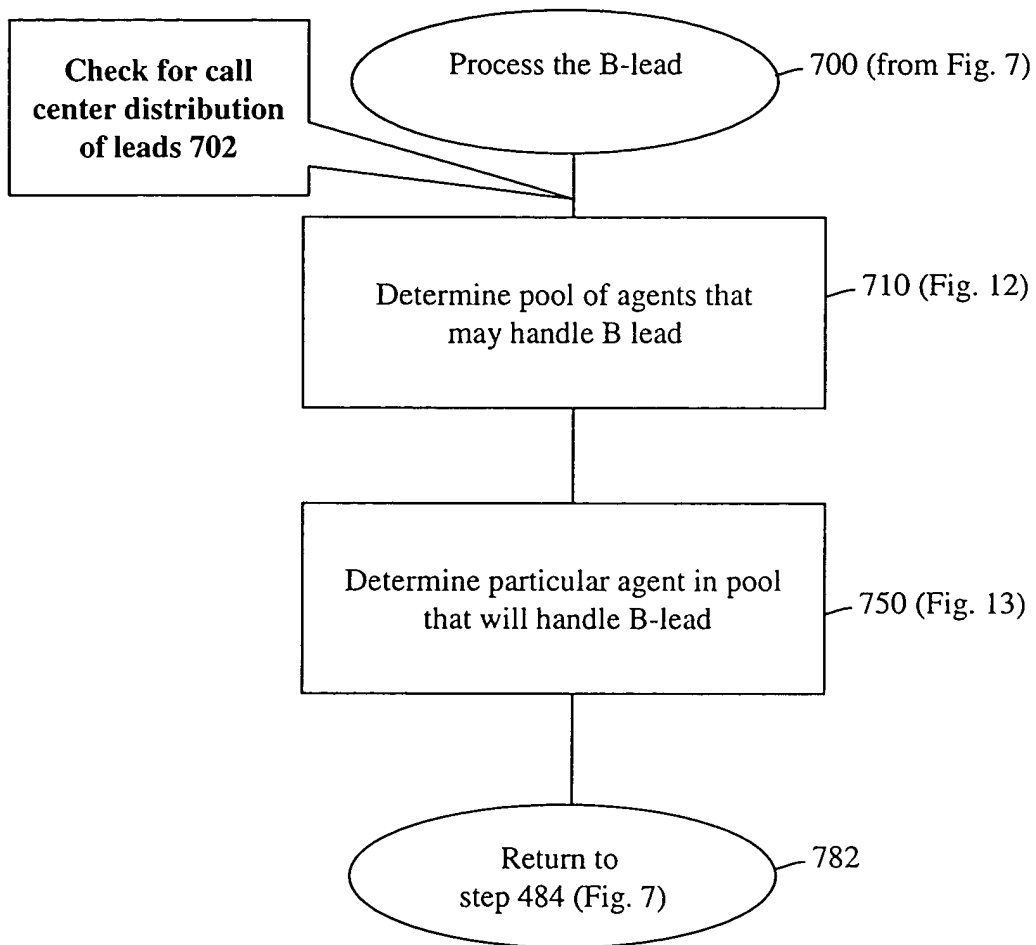 Check for call
center distribution
of leads 702
Process the B-lead
700 (from Fig. 7)
Determine pool of agents that
may handle B lead
710 (Fig. 12)
Determine particular agent in pool
that will handle B-lead
750 (Fig. 13)
Return to
step 484 (Fig. 7)
782